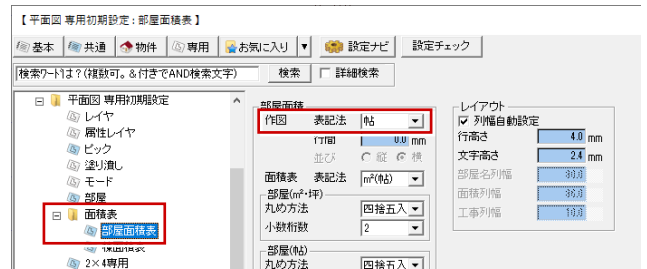 【 平面図 専用初期設定 : 部屋面積表 】
基本 共通 物件 専用 お気に入り ▼ 設定ナビ 設定チェック
検索ワードは？(複数可。＆付きでAND検索文字) 検索 詳細検索
平面図 専用初期設定
レイヤ
属性レイヤ
ピック
塗り潰し
モード
部屋
面積表
部屋面積表
棟面積表
2×4専用
部屋面積
作図 表記法 帖
行間 0.0 mm
並び 縦 横
面積表 表記法 m²(帖)
部屋(m²・坪)
丸め方法 四捨五入
小数桁数 2
部屋(帖)
丸め方法 四捨五入
レイアウト
列幅自動設定
行高さ 4.0 mm
文字高さ 2.4 mm
部屋名列幅 30.0
面積列幅 36.0
工事列幅 10.0